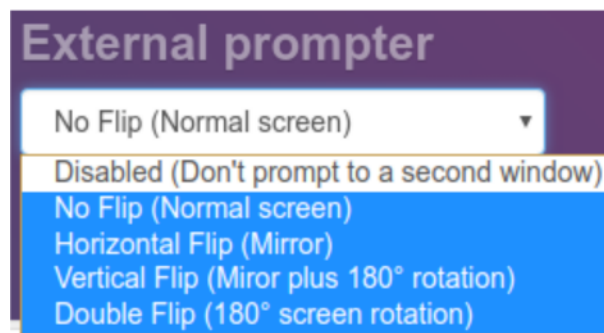 External prompter
No Flip (Normal screen)
Disabled (Don't prompt to a second window)
No Flip (Normal screen)
Horizontal Flip (Mirror)
Vertical Flip (Miror plus 180° rotation)
Double Flip (180° screen rotation)